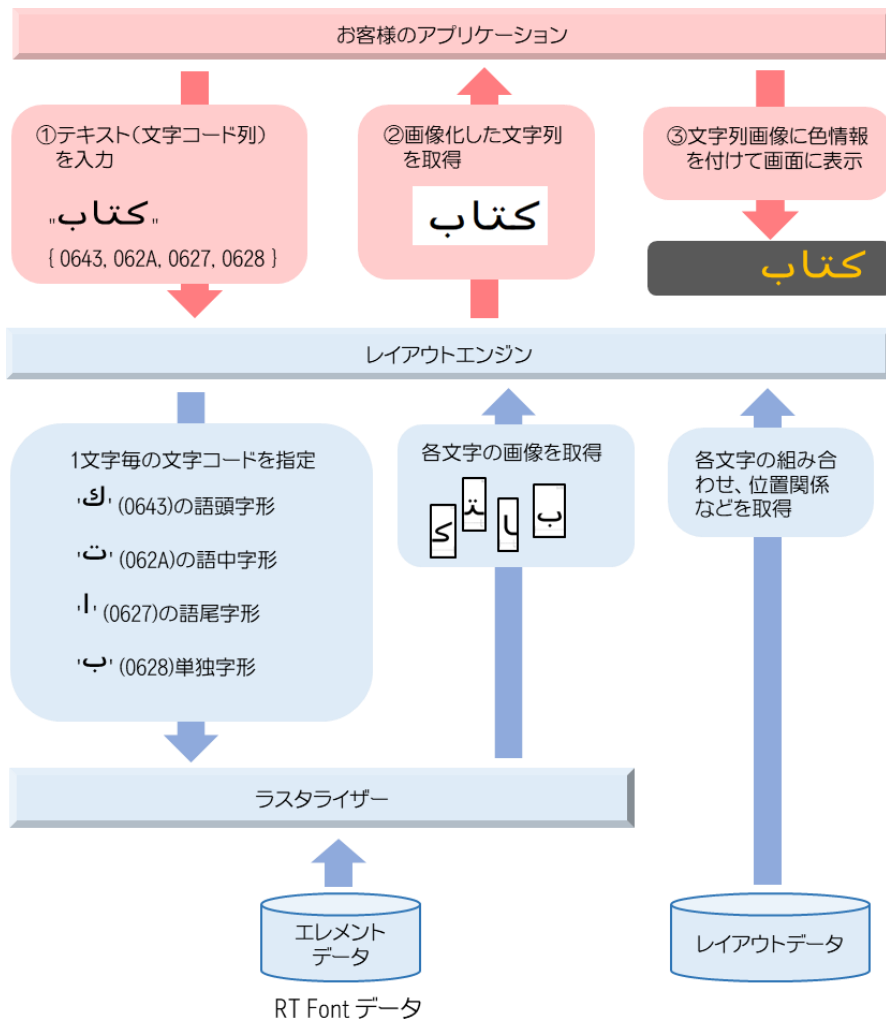 お客様のアプリケーション
①テキスト(文字コード列)
を入力
"كتاب"
{ 0643, 062A, 0627, 0628 }
②画像化した文字列
を取得
كتاب
③文字列画像に色情報
を付けて画面に表示
كتاب
レイアウトエンジン
1文字毎の文字コードを指定
'ك' (0643)の語頭字形
'ت' (062A)の語中字形
'ا' (0627)の語尾字形
'ب' (0628)単独字形
各文字の画像を取得
كـ ـتـ ـا ب
各文字の組み合
わせ、位置関係
などを取得
ラスタライザー
エレメント
データ
RT Font データ
レイアウトデータ